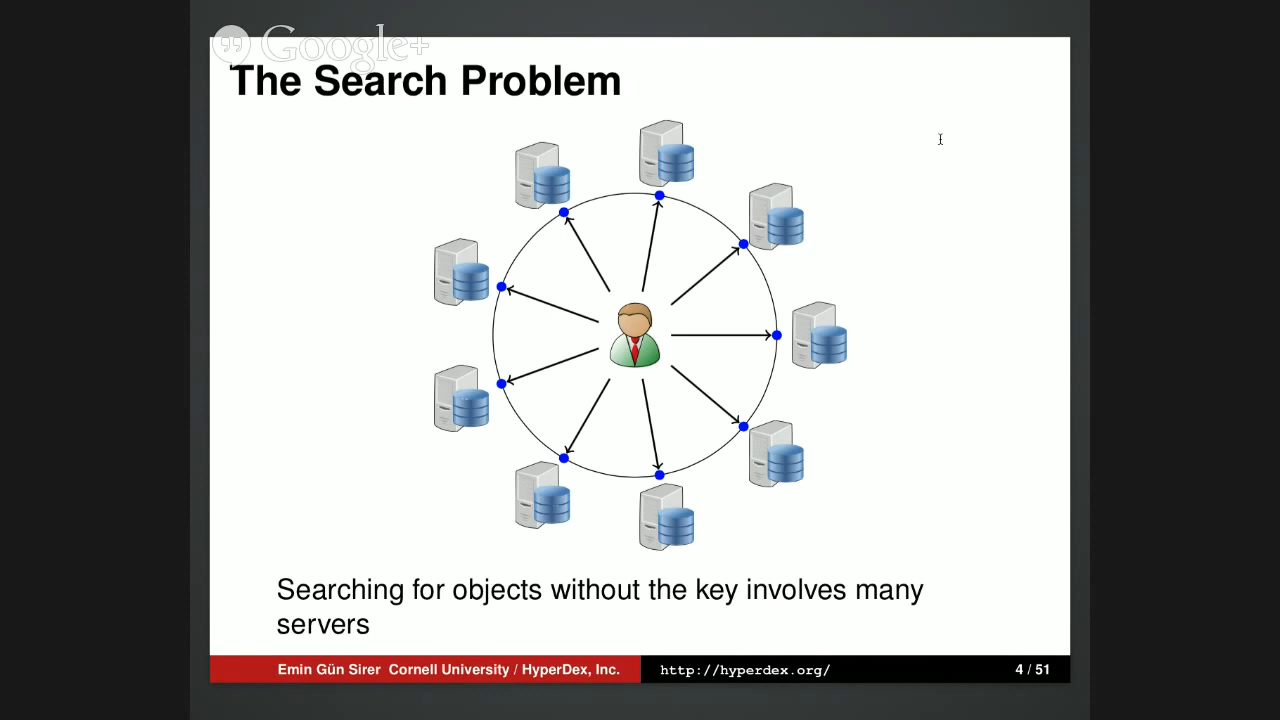 Google+
The Search Problem
Searching for objects without the key involves many
servers
Emin Gün Sirer Cornell University / HyperDex, Inc.
http://hyperdex.org/
4 / 51